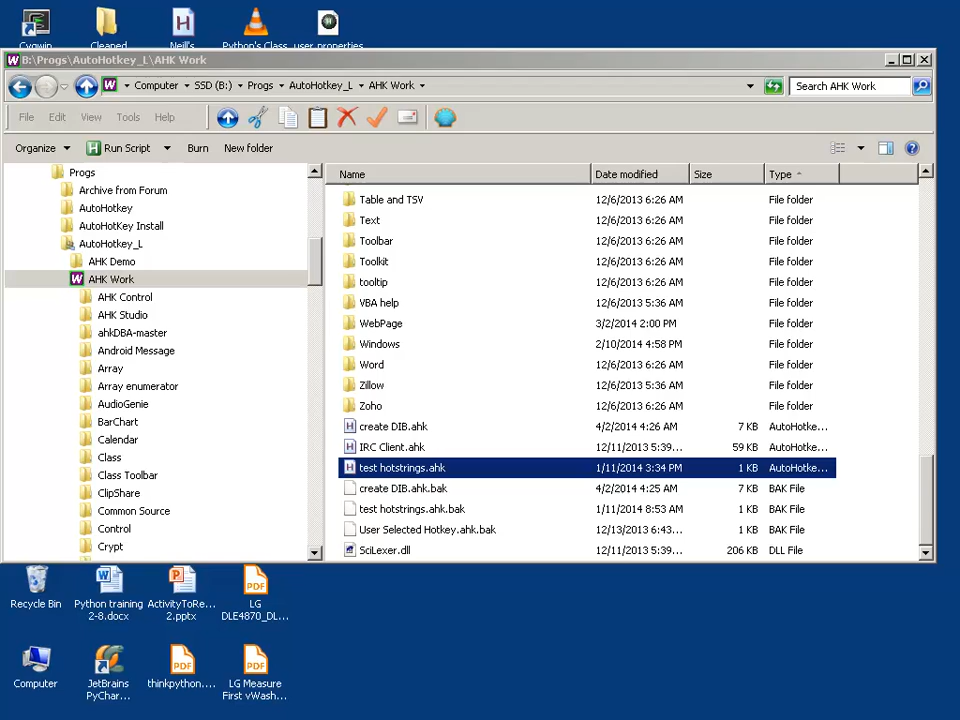 Cygwin Cleaned Neill's Python's Class user.properties
B:\Progs\AutoHotkey_L\AHK Work
Computer SSD (B:) Progs AutoHotkey_L AHK Work Search AHK Work
File Edit View Tools Help
Organize Run Script Burn New folder
Progs
Archive from Forum
AutoHotkey
AutoHotKey Install
AutoHotkey_L
AHK Demo
AHK Work
AHK Control
AHK Studio
ahkDBA-master
Android Message
Array
Array enumerator
AudioGenie
BarChart
Calendar
Class
Class Toolbar
ClipShare
Common Source
Control
Crypt
Name Date modified Size Type
Table and TSV 12/6/2013 6:26 AM File folder
Text 12/6/2013 6:26 AM File folder
Toolbar 12/6/2013 6:26 AM File folder
Toolkit 12/6/2013 6:26 AM File folder
tooltip 12/6/2013 6:26 AM File folder
VBA help 12/6/2013 5:36 AM File folder
WebPage 3/2/2014 2:00 PM File folder
Windows 2/10/2014 4:58 PM File folder
Word 12/6/2013 6:26 AM File folder
Zillow 12/6/2013 5:36 AM File folder
Zoho 12/6/2013 6:26 AM File folder
create DIB.ahk 4/2/2014 4:26 AM 7 KB AutoHotke...
IRC Client.ahk 12/11/2013 5:39... 59 KB AutoHotke...
test hotstrings.ahk 1/11/2014 3:34 PM 1 KB AutoHotke...
create DIB.ahk.bak 4/2/2014 4:25 AM 7 KB BAK File
test hotstrings.ahk.bak 1/11/2014 8:53 AM 1 KB BAK File
User Selected Hotkey.ahk.bak 12/13/2013 6:43... 1 KB BAK File
SciLexer.dll 12/11/2013 5:39... 206 KB DLL File
Recycle Bin
Python training
2-8.docx
ActivityToRe...
2.pptx
LG
DLE4870_DL...
Computer
JetBrains
PyChar...
thinkpython....
LG Measure
First vWash...